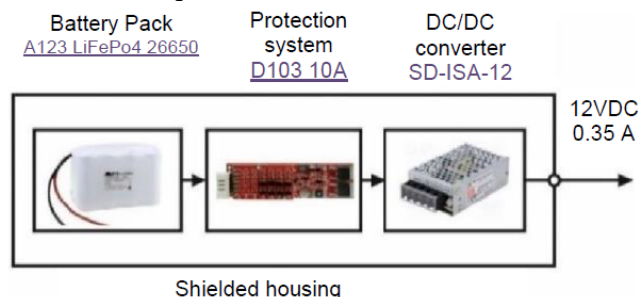 Battery Pack
A123 LiFePo4 26650
Protection
system
D103 10A
DC/DC
converter
SD-ISA-12
12VDC
0.35 A
Shielded housing